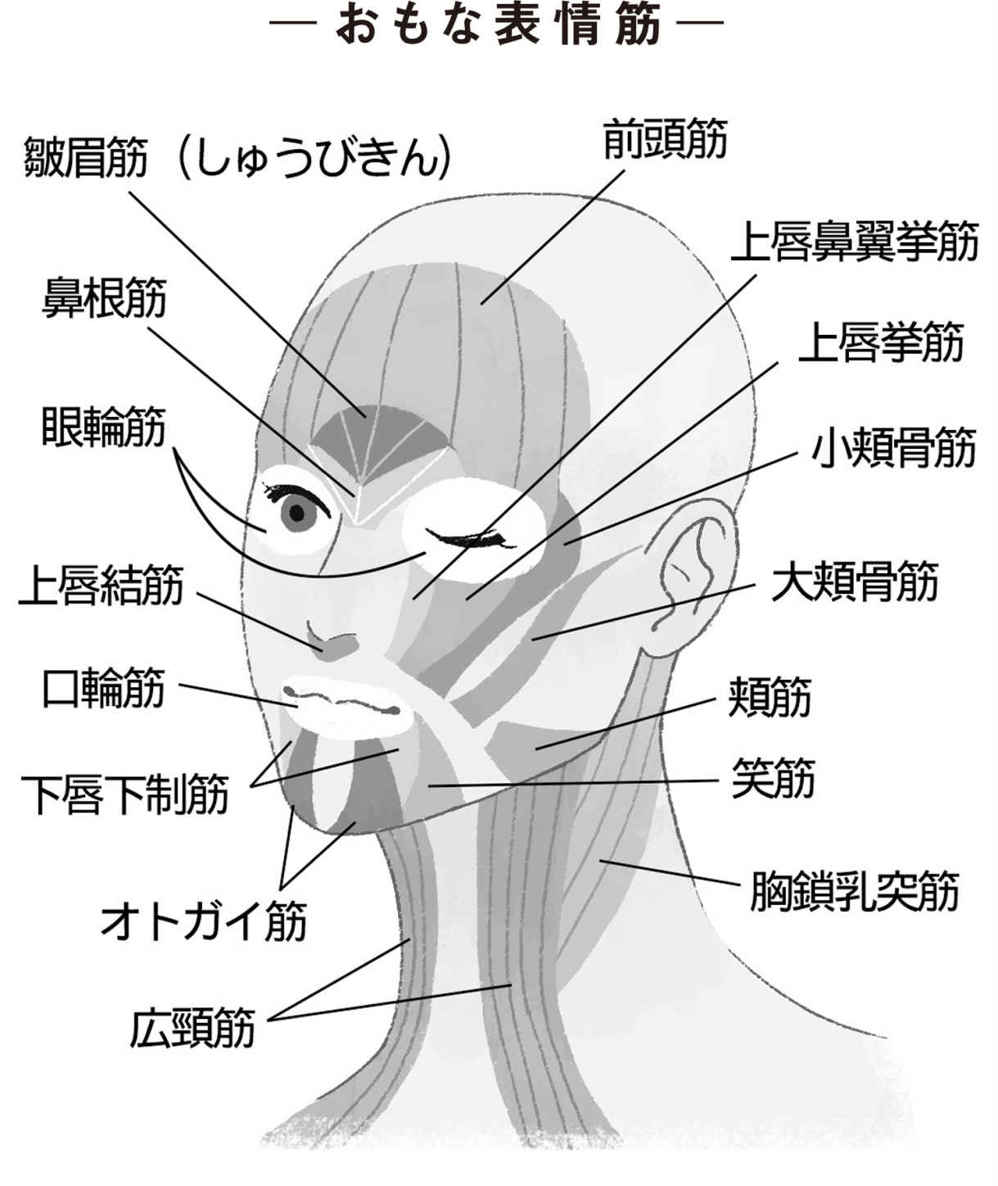 ― おもな表情筋 ―
皺眉筋（しゅうびきん）
前頭筋
上唇鼻翼挙筋
鼻根筋
上唇挙筋
眼輪筋
小頬骨筋
上唇結筋
大頬骨筋
口輪筋
頬筋
下唇下制筋
笑筋
胸鎖乳突筋
オトガイ筋
広頸筋